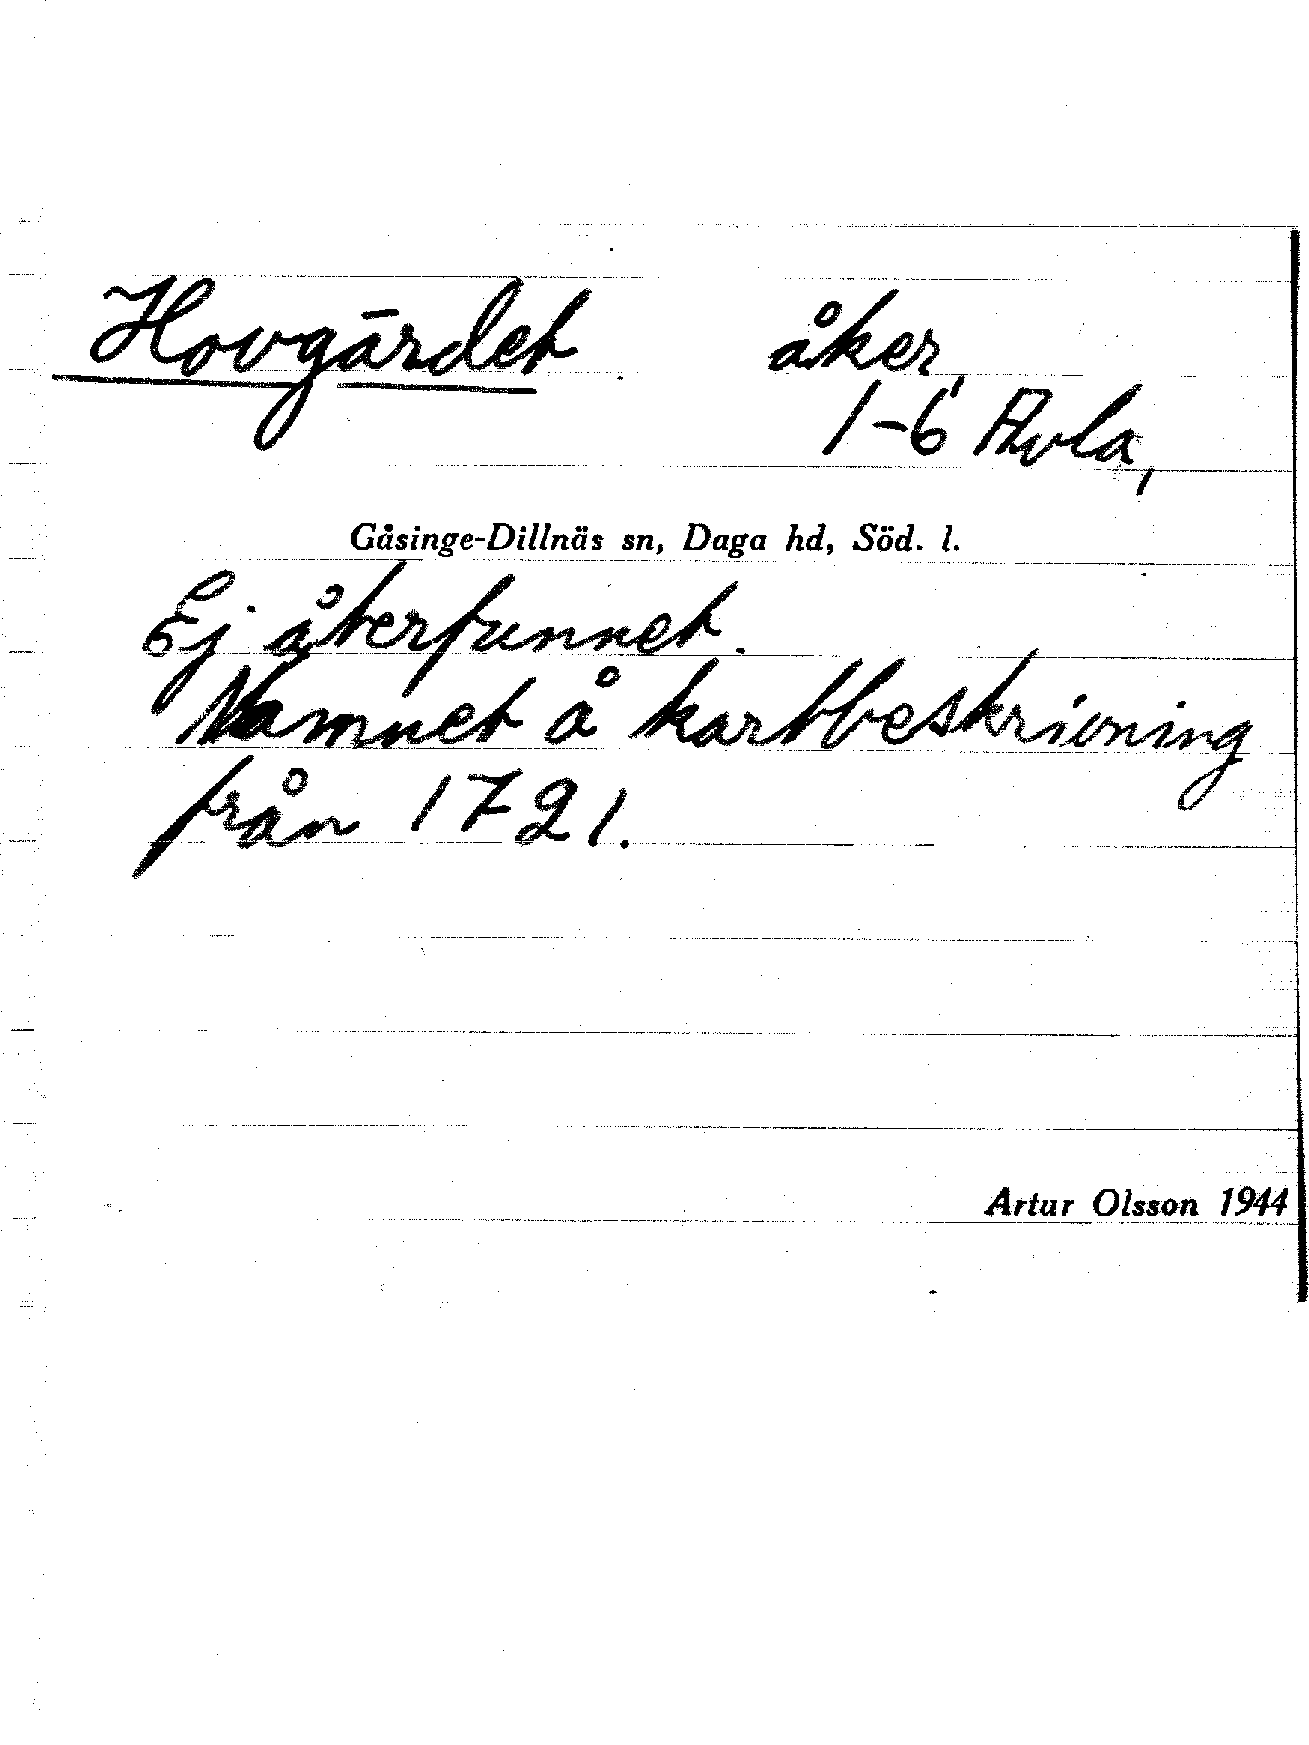 Hovgärdet åker,
1-6 Avla,
Gåsinge-Dillnäs sn, Daga hd, Söd. l.
Ej återfunnet.
Namnet å kartbeskrivning
från 1721.
Artur Olsson 1944